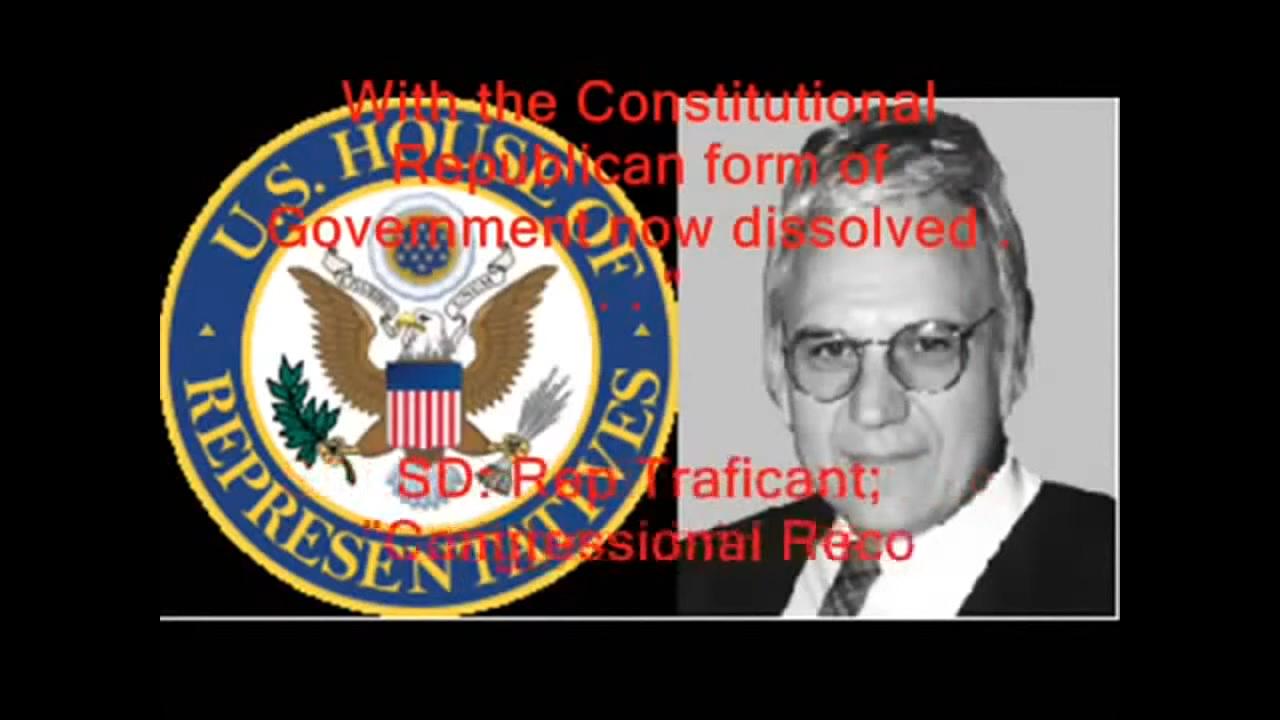 With the Constitutional
Republican form of
Government now dissolved .
. . "
SD: Rep Traficant;
"Congressional Reco
U.S. HOUSE OF
REPRESENTATIVES